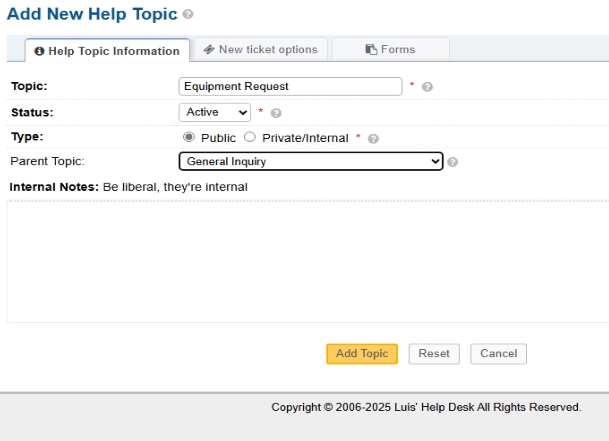 Add New Help Topic
Help Topic Information New ticket options Forms
Topic: Equipment Request *
Status: Active *
Type: Public Private/Internal *
Parent Topic: General Inquiry
Internal Notes: Be liberal, they're internal
Add Topic Reset Cancel
Copyright © 2006-2025 Luis' Help Desk All Rights Reserved.